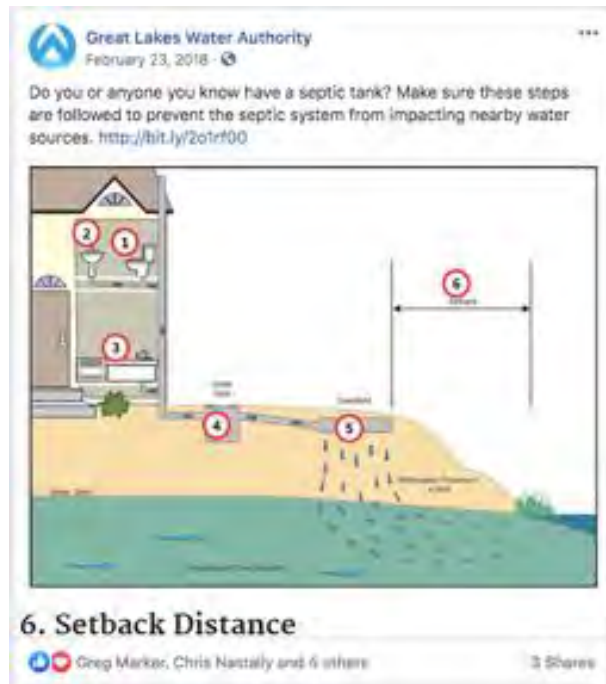 Great Lakes Water Authority
February 23, 2018
Do you or anyone you know have a septic tank? Make sure these steps
are followed to prevent the septic system from impacting nearby water
sources. http://bit.ly/2o1rf00
2
1
6
3
4
5
6. Setback Distance
Greg Marker, Chris Nastally and 6 others
3 Shares